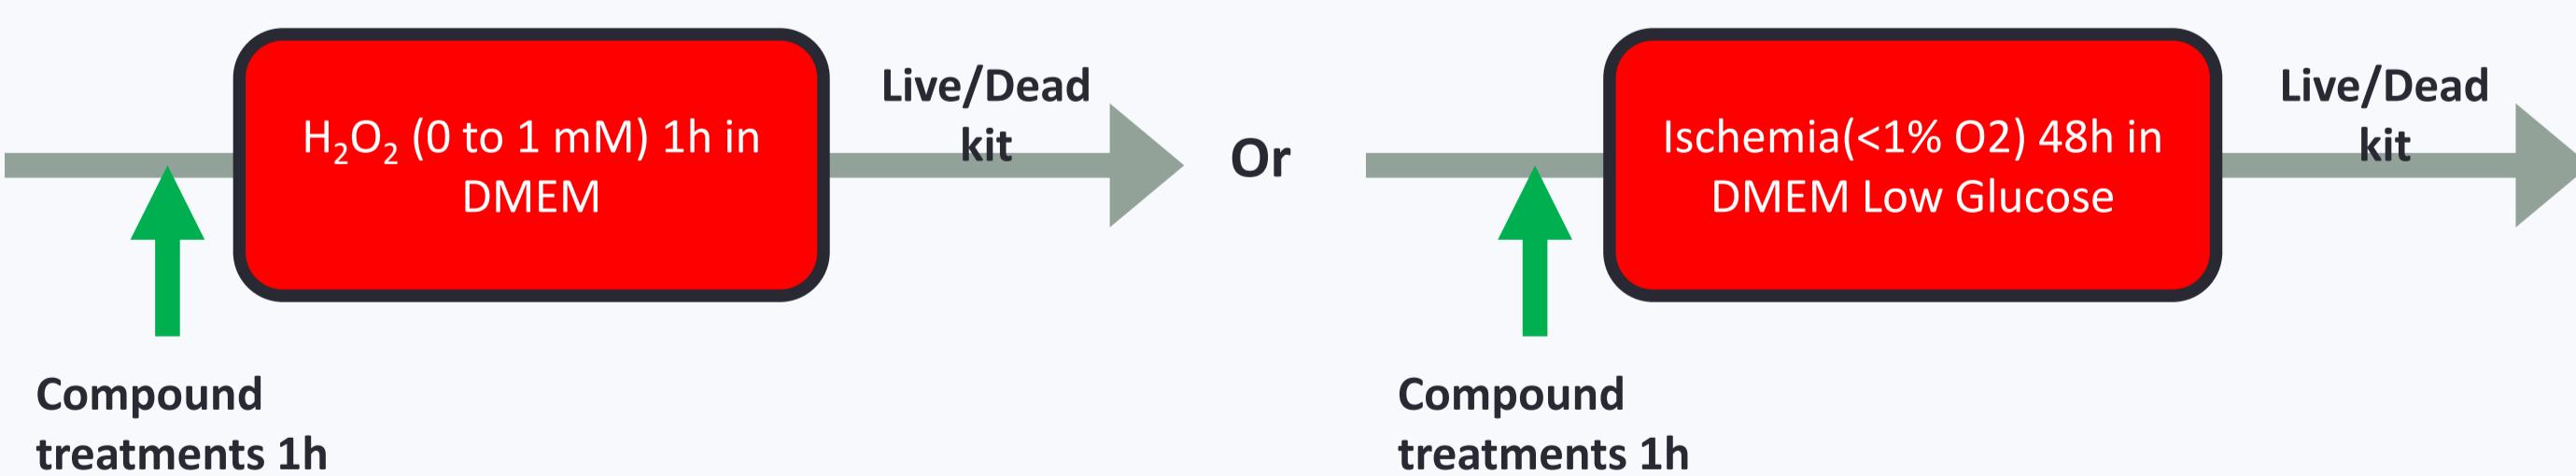 Live/Dead
kit
H₂O₂ (0 to 1 mM) 1h in
DMEM
Compound
treatments 1h
Or
Live/Dead
kit
Ischemia(<1% O2) 48h in
DMEM Low Glucose
Compound
treatments 1h